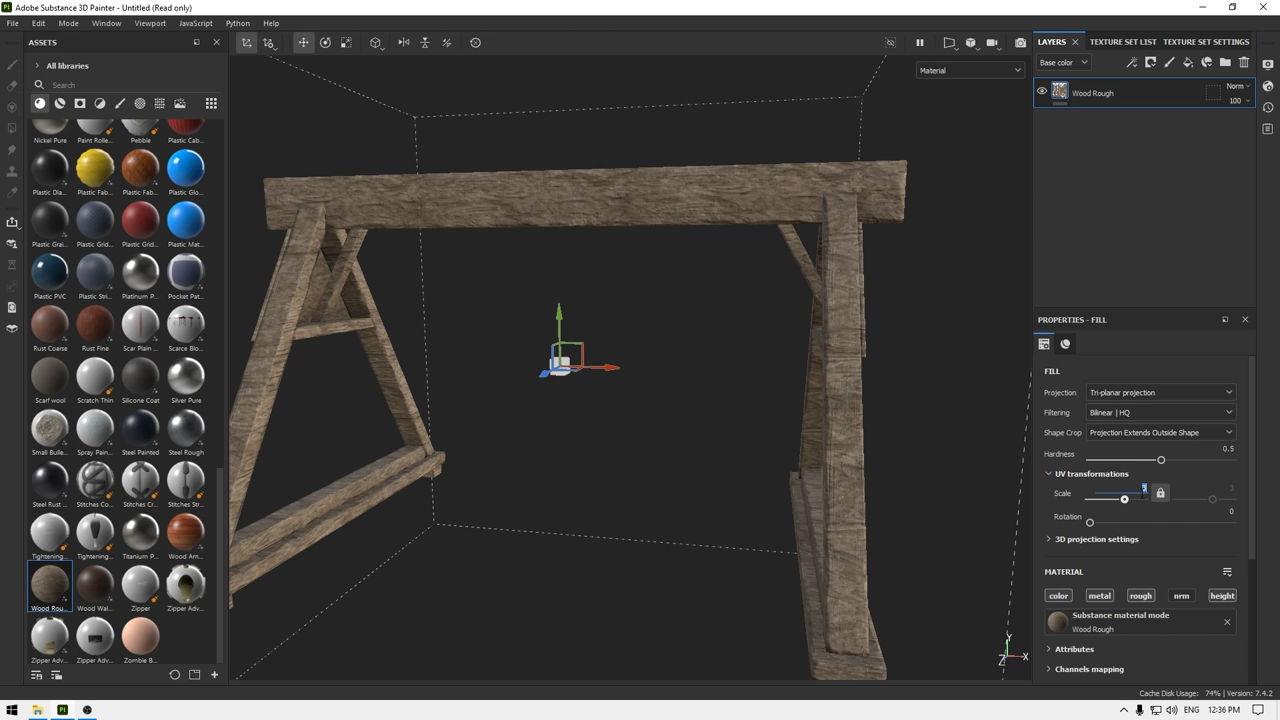 Adobe Substance 3D Painter - Untitled (Read only)
File Edit Mode Window Viewport JavaScript Python Help
ASSETS
All libraries
Search
Nickel Pure Paint Rolle... Pebble Plastic Cab...
Plastic Dia... Plastic Fab... Plastic Fab... Plastic Glo...
Plastic Grai... Plastic Grid... Plastic Grid... Plastic Mat...
Plastic PVC Plastic Stri... Platinum P... Pocket Pat...
Rust Coarse Rust Fine Scar Plain ... Scarce Blo...
Scarf wool Scratch Thin Silicone Coat Silver Pure
Small Bulle... Spray Pain... Steel Painted Steel Rough
Steel Rust ... Stitches Co... Stitches Cr... Stitches Str...
Tightening... Tightening... Titanium P... Wood Am...
Wood Rou... Wood Wal... Zipper Zipper Adv...
Zipper Adv... Zipper Adv... Zombie B...
Material
Y
Z X
LAYERS TEXTURE SET LIST TEXTURE SET SETTINGS
Base color
Wood Rough
Norm
100
PROPERTIES - FILL
FILL
Projection Tri-planar projection
Filtering Bilinear | HQ
Shape Crop Projection Extends Outside Shape
Hardness 0.5
UV transformations
Scale 3
Rotation 0
3D projection settings
MATERIAL
color metal rough nrm height
Substance material mode
Wood Rough
Attributes
Channels mapping
Cache Disk Usage: 74% | Version: 7.4.2
ENG 12:36 PM